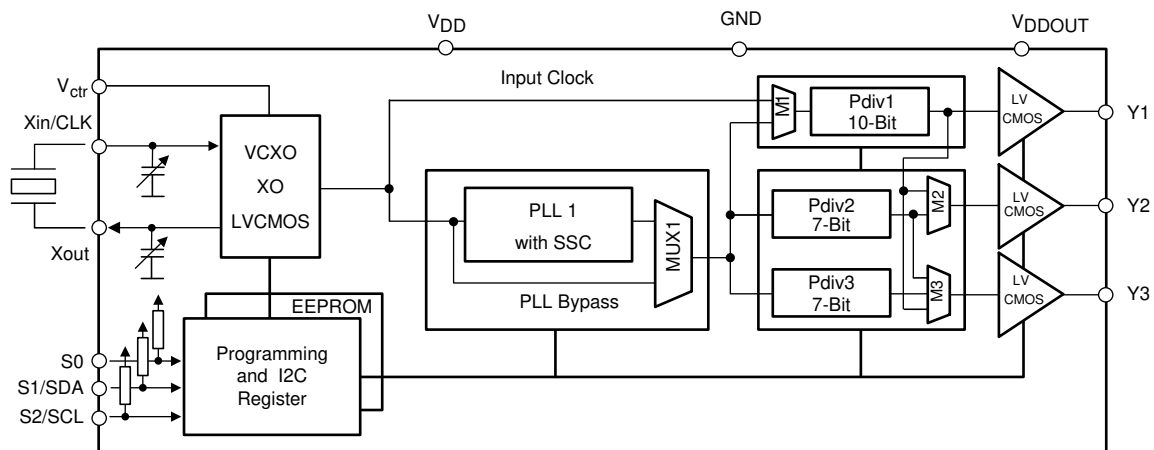 VDD
GND
VDDOUT
Vctr
Input Clock
Xin/CLK
VCXO
XO
LVCMOS
M1
Pdiv1
10-Bit
LV
CMOS
Y1
PLL 1
with SSC
MUX1
PLL Bypass
Pdiv2
7-Bit
M2
LV
CMOS
Y2
Xout
Pdiv3
7-Bit
M3
LV
CMOS
Y3
EEPROM
Programming
and I2C
Register
S0
S1/SDA
S2/SCL